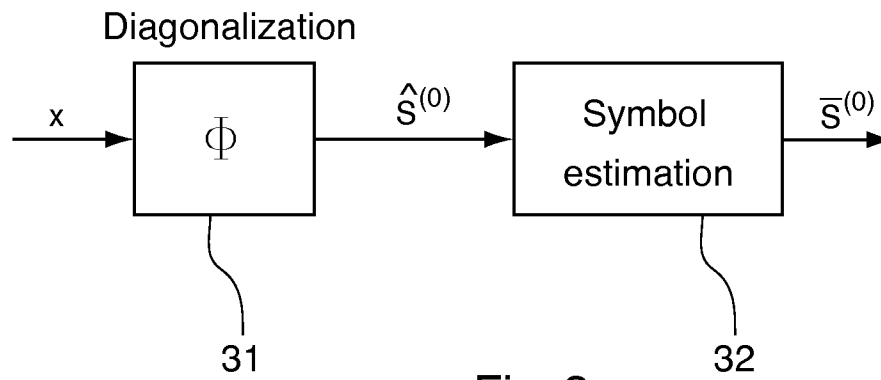 Diagonalization
x
Φ
ŝ⁽⁰⁾
Symbol
estimation
s̅⁽⁰⁾
31
32